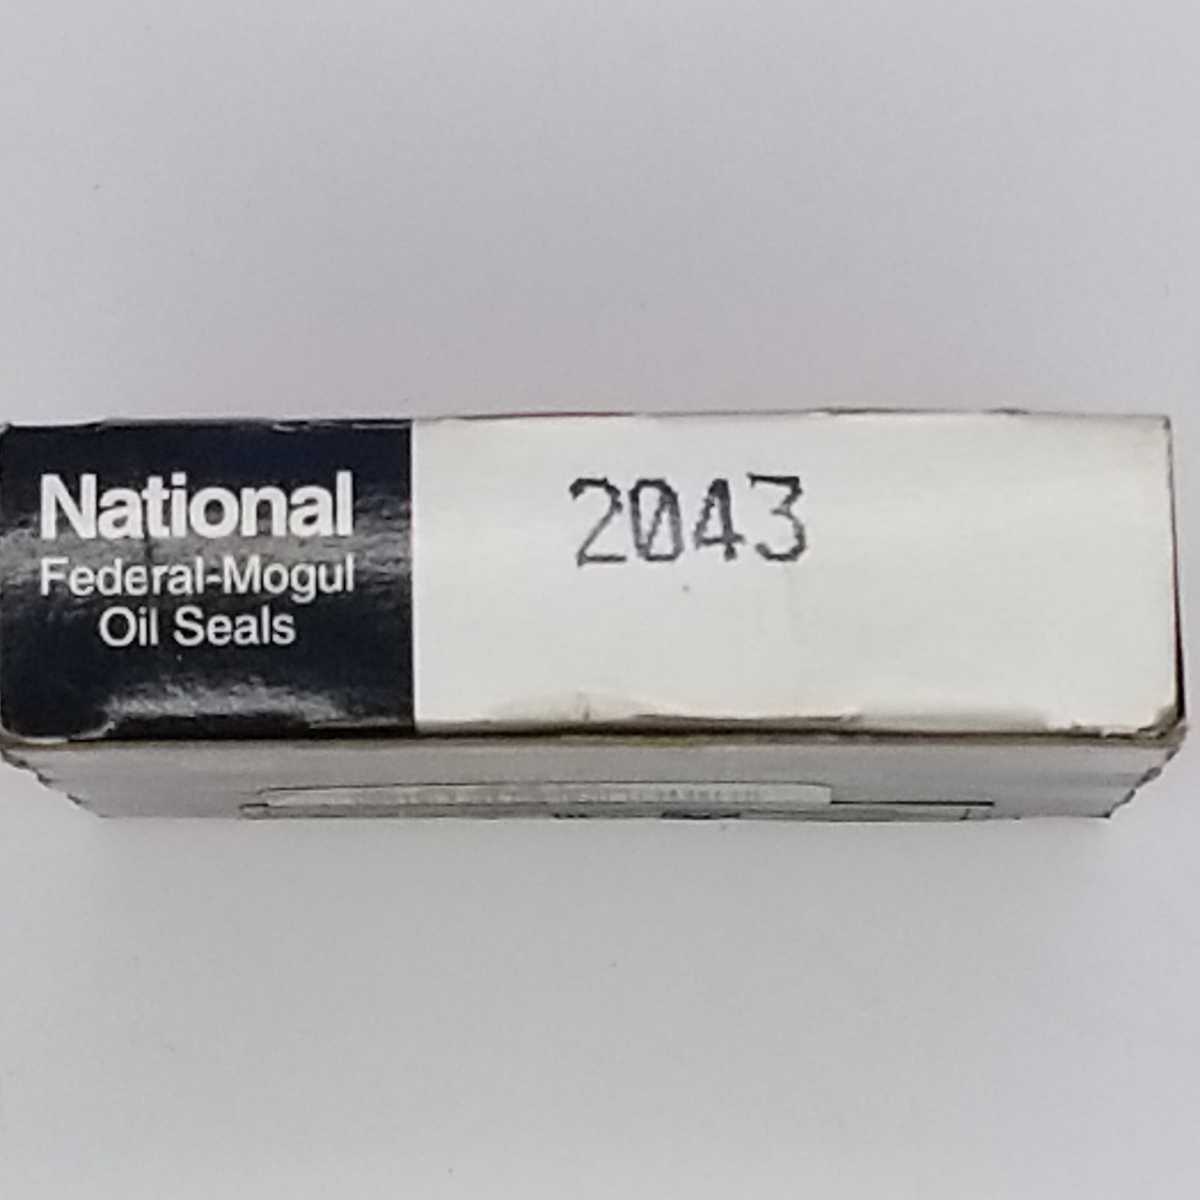 National
Federal-Mogul
Oil Seals
2043